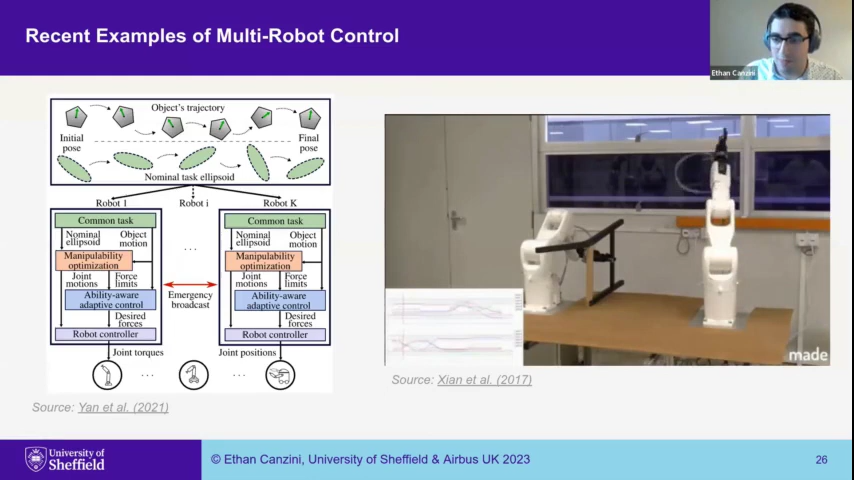 Recent Examples of Multi-Robot Control
Ethan Canzini
Object's trajectory
Initial
pose
Final
pose
Nominal task ellipsoid
Robot 1
Robot i
Robot K
Common task
Nominal
ellipsoid
Object
motion
Manipulability
optimization
Joint
motions
Force
limits
Ability-aware
adaptive control
Desired
forces
Robot controller
Joint torques
. . .
Emergency
broadcast
Common task
Nominal
ellipsoid
Object
motion
Manipulability
optimization
Joint
motions
Force
limits
Ability-aware
adaptive control
Desired
forces
Robot controller
Joint positions
. . .
. . .
Source: Yan et al. (2021)
made
Source: Xian et al. (2017)
University of
Sheffield
© Ethan Canzini, University of Sheffield & Airbus UK 2023
26